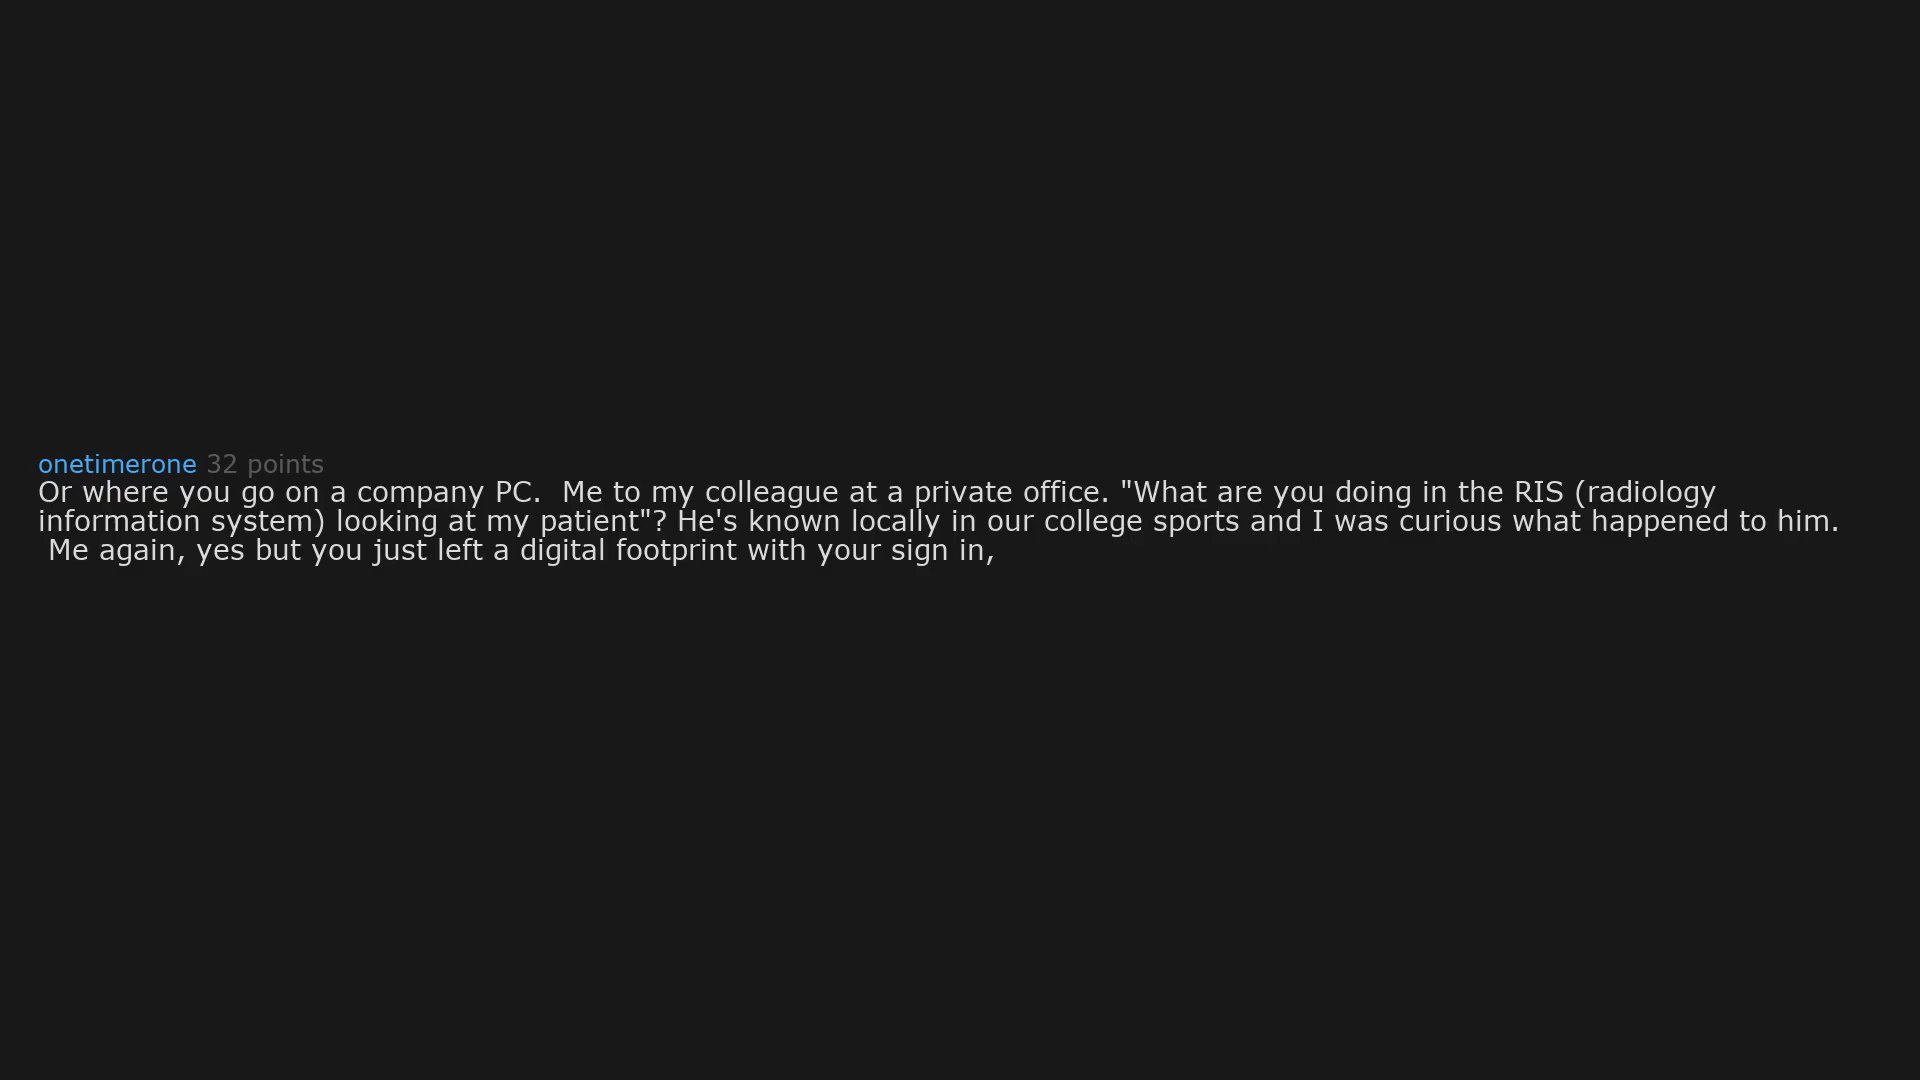 onetimerone 32 points
Or where you go on a company PC.  Me to my colleague at a private office. "What are you doing in the RIS (radiology
information system) looking at my patient"? He's known locally in our college sports and I was curious what happened to him.
Me again, yes but you just left a digital footprint with your sign in,